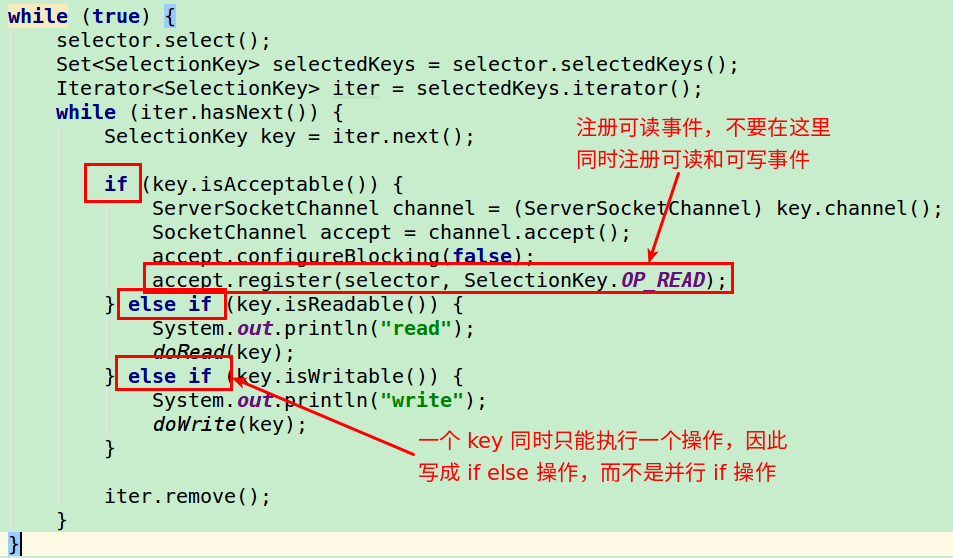 while (true) {
selector.select();
Set<SelectionKey> selectedKeys = selector.selectedKeys();
Iterator<SelectionKey> iter = selectedKeys.iterator();
while (iter.hasNext()) {
SelectionKey key = iter.next();
注册可读事件，不要在这里
同时注册可读和可写事件
if (key.isAcceptable()) {
ServerSocketChannel channel = (ServerSocketChannel) key.channel();
SocketChannel accept = channel.accept();
accept.configureBlocking(false);
accept.register(selector, SelectionKey.OP_READ);
} else if (key.isReadable()) {
System.out.println("read");
doRead(key);
} else if (key.isWritable()) {
System.out.println("write");
doWrite(key);
}
一个 key 同时只能执行一个操作，因此
写成 if else 操作，而不是并行 if 操作
iter.remove();
}
}